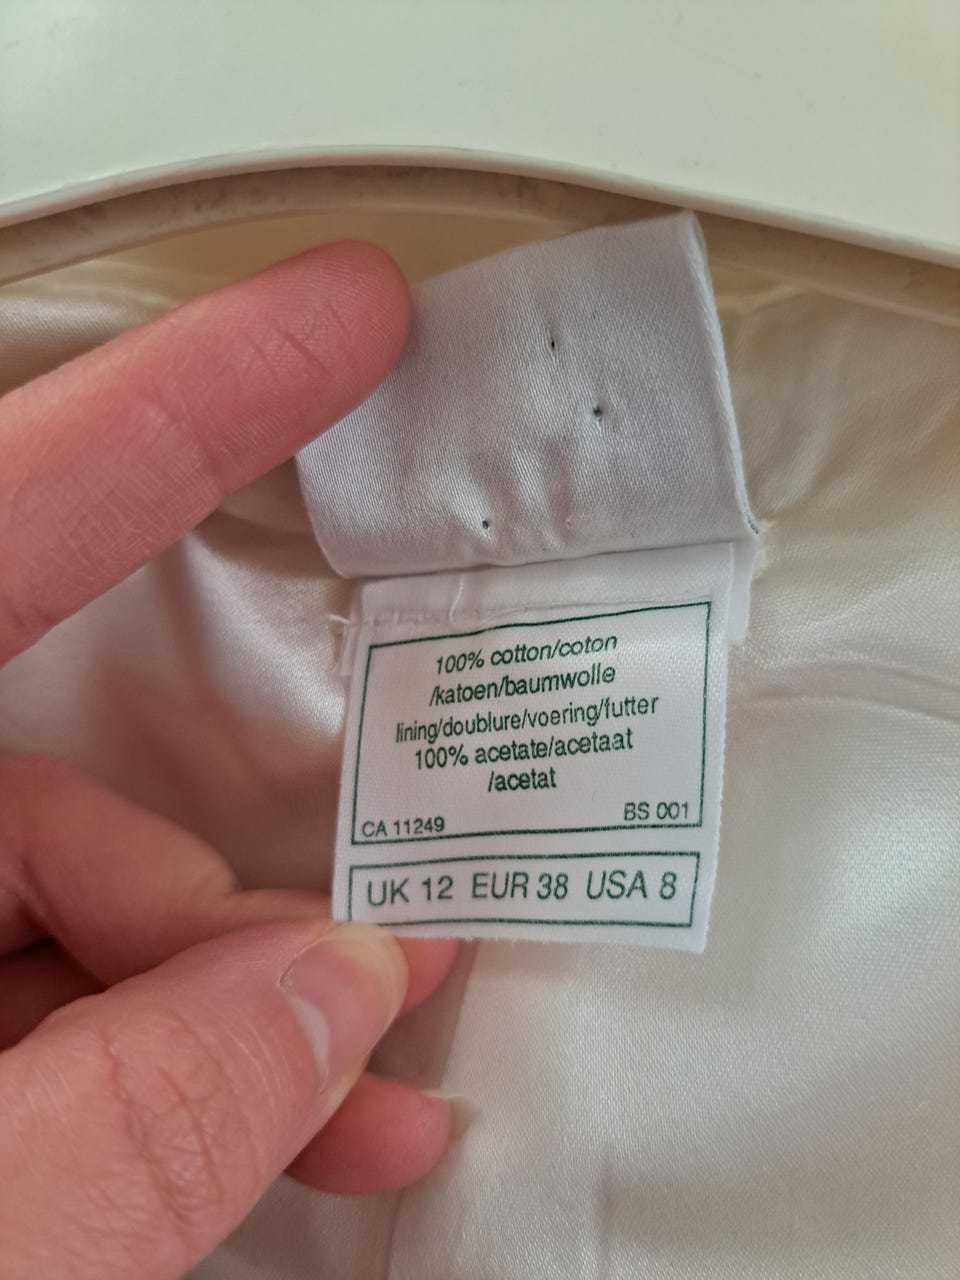 100% cotton/coton
/katoen/baumwolle
lining/doublure/voering/futter
100% acetate/acetaat
/acetat
CA 11249 BS 001
UK 12 EUR 38 USA 8